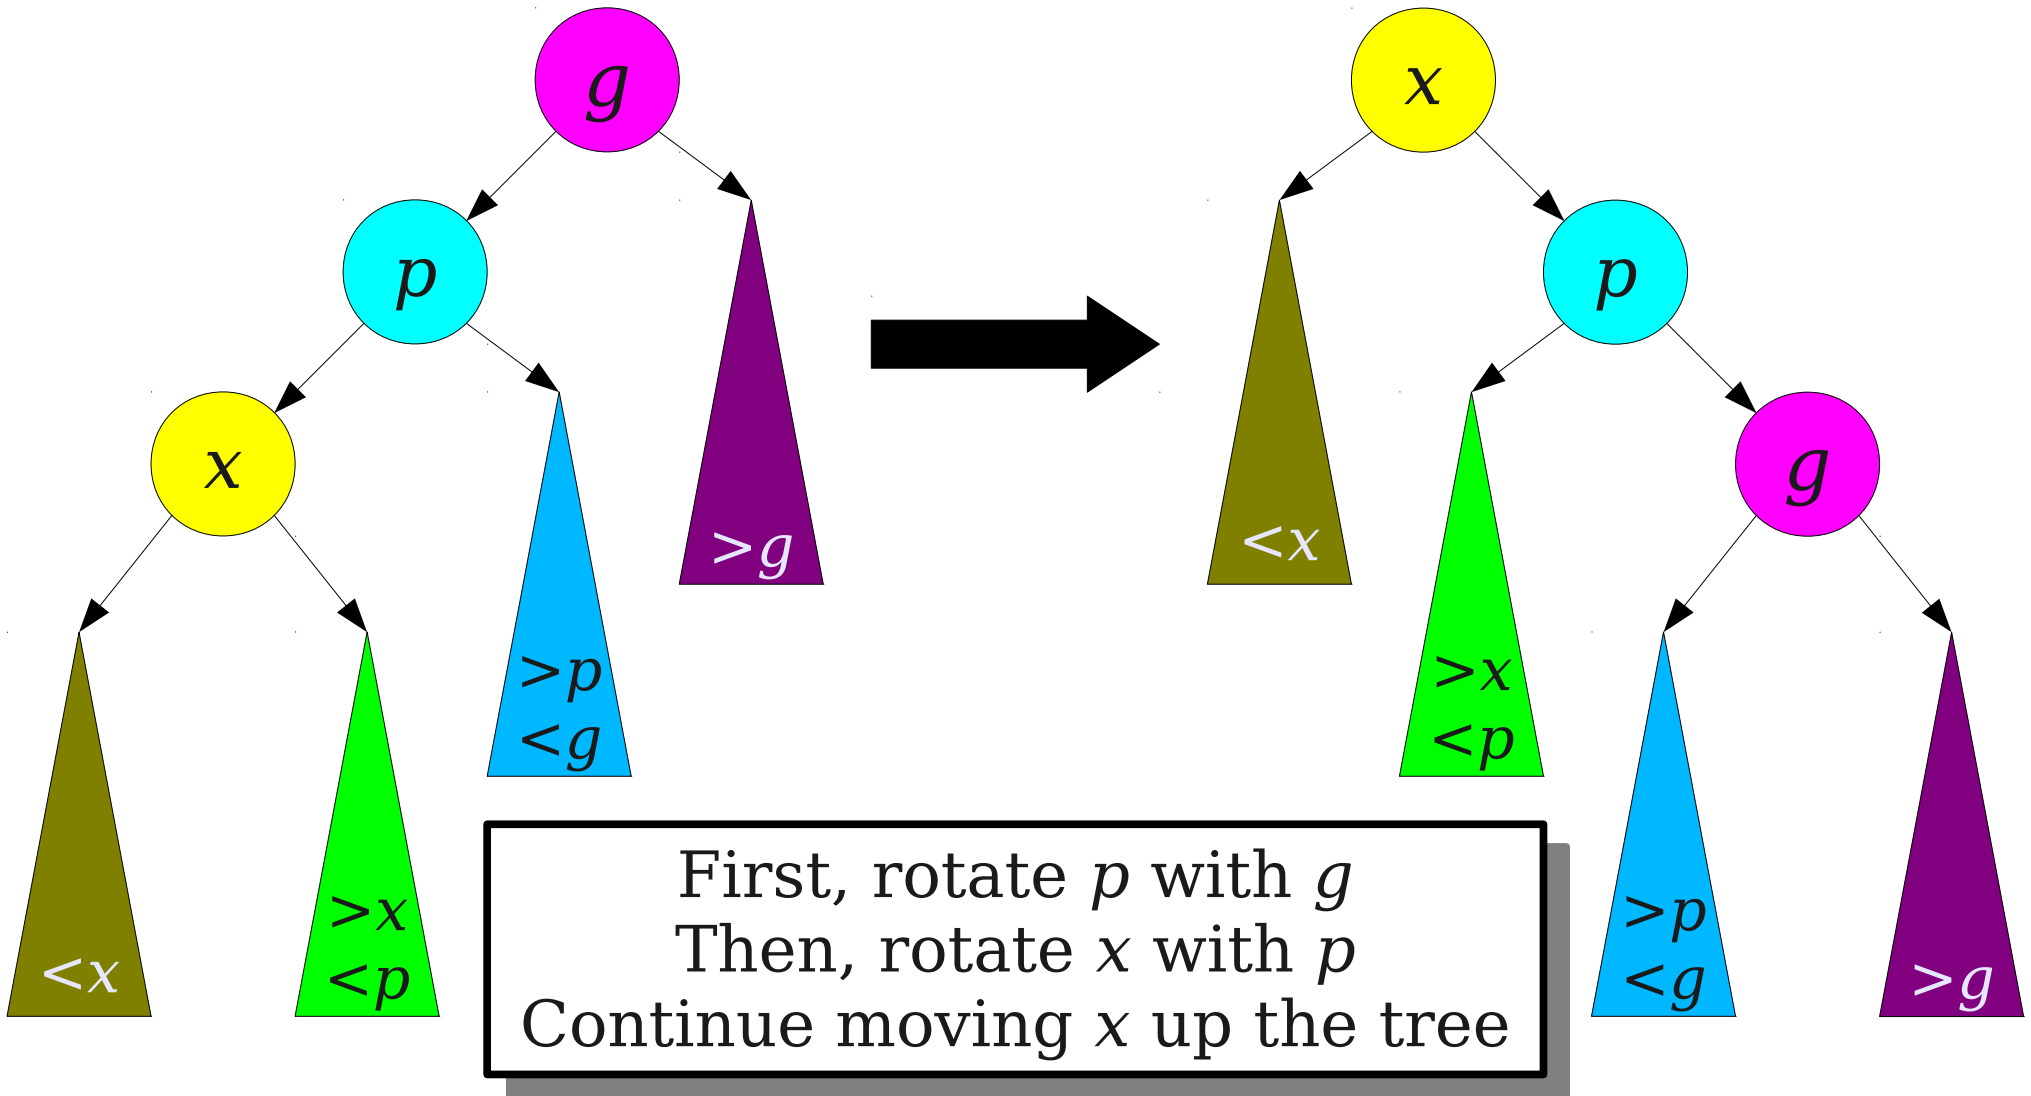 g
p
x
<x
>x
<p
>p
<g
>g
x
p
g
<x
>x
<p
>p
<g
>g
First, rotate p with g
Then, rotate x with p
Continue moving x up the tree